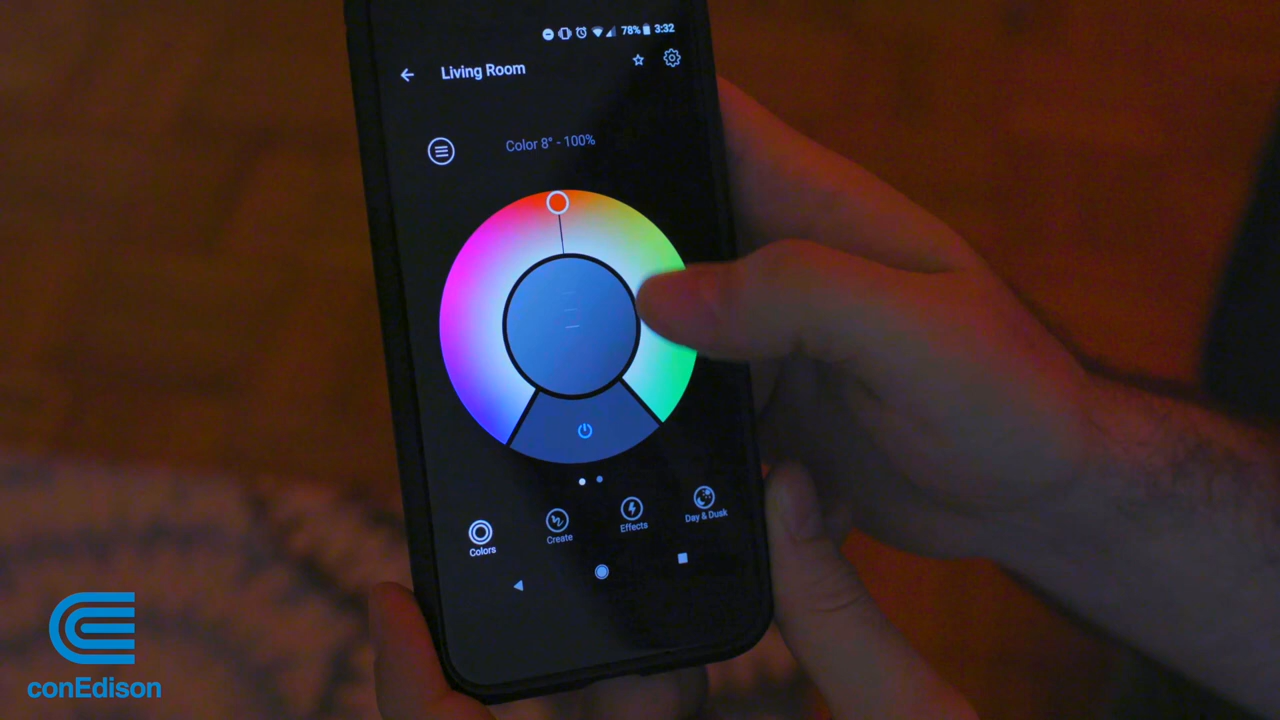 78% 3:32
Living Room
Color 8° - 100%
Colors
Create
Effects
Day & Dusk
conEdison